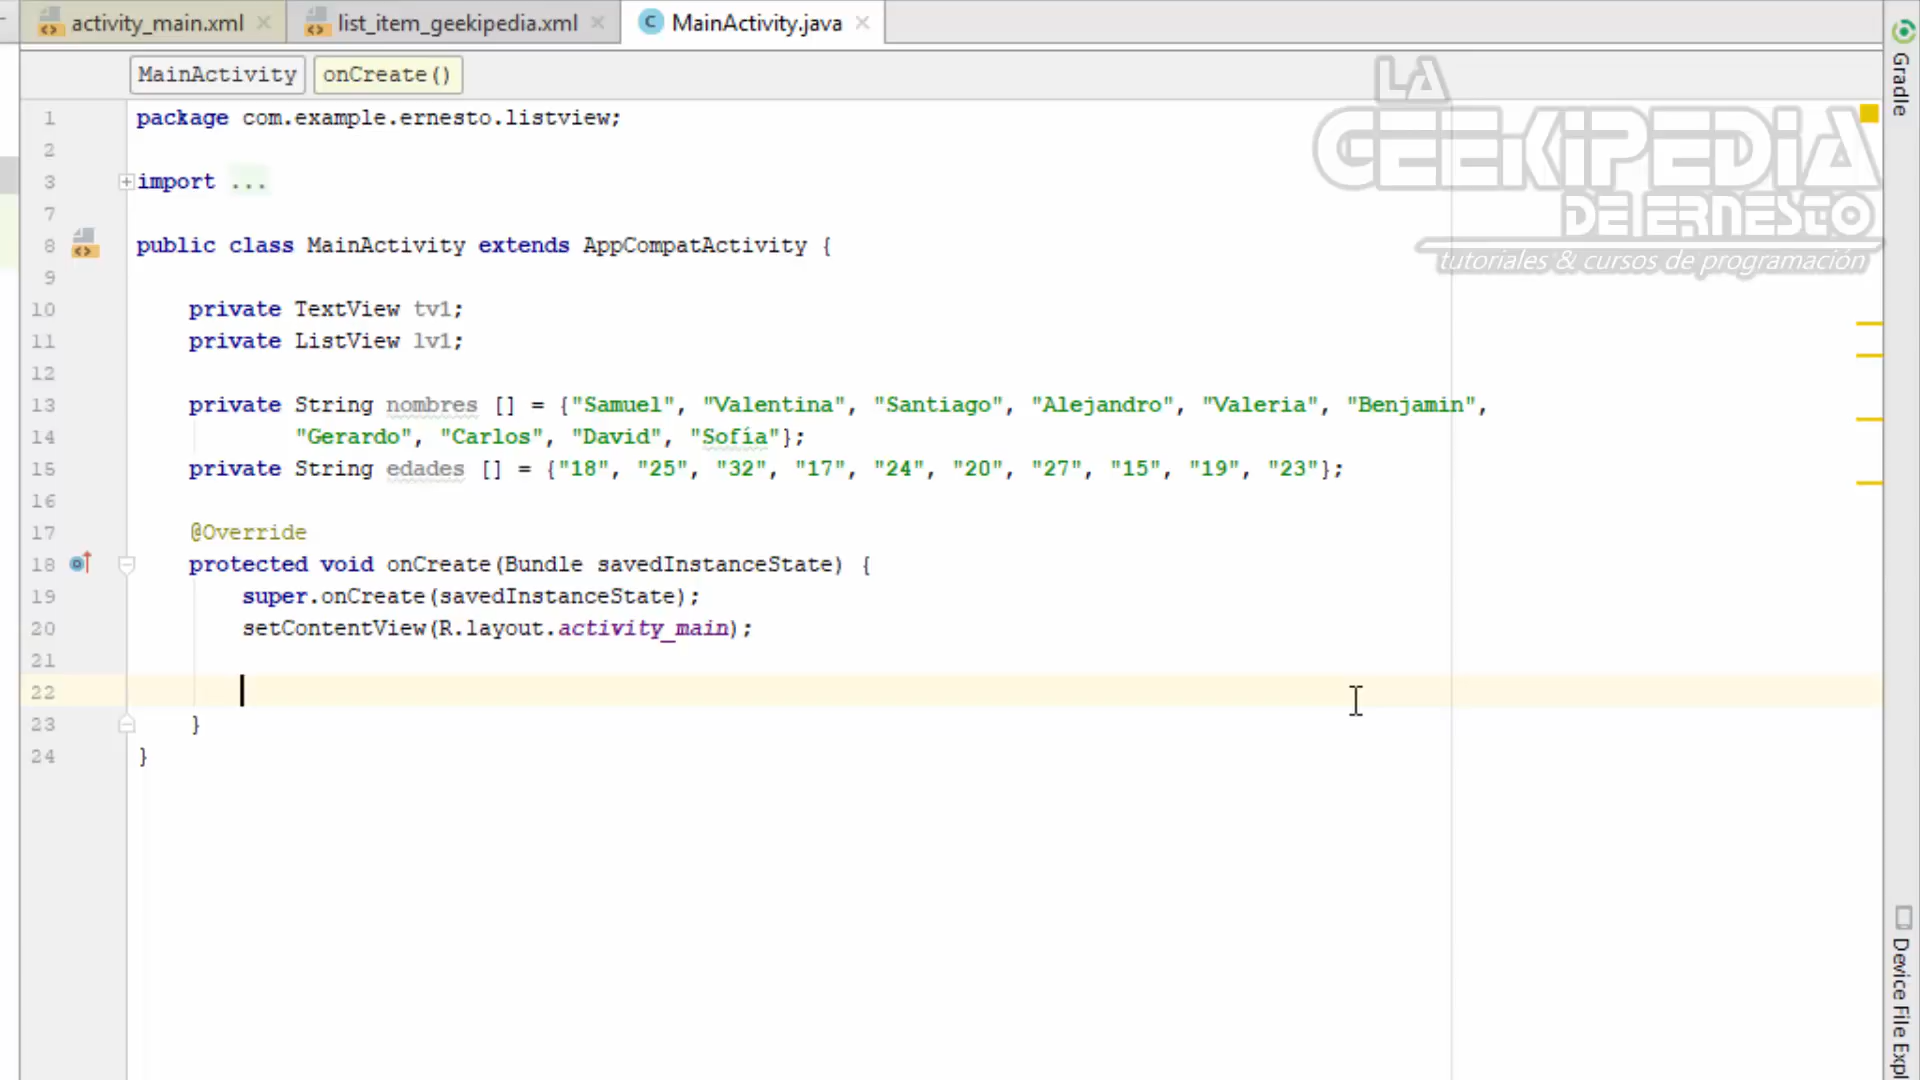 activity_main.xml list_item_geekipedia.xml MainActivity.java
MainActivity onCreate()
1 package com.example.ernesto.listview;
2
3 import ...
7
8 public class MainActivity extends AppCompatActivity {
9
10 private TextView tv1;
11 private ListView lv1;
12
13 private String nombres [] = {"Samuel", "Valentina", "Santiago", "Alejandro", "Valeria", "Benjamin",
14 "Gerardo", "Carlos", "David", "Sofía"};
15 private String edades [] = {"18", "25", "32", "17", "24", "20", "27", "15", "19", "23"};
16
17 @Override
18 protected void onCreate(Bundle savedInstanceState) {
19 super.onCreate(savedInstanceState);
20 setContentView(R.layout.activity_main);
21
22
23 }
24 }
LA
GEEKIPEDIA
DE ERNESTO
tutoriales & cursos de programación
Gradle
Device File Expl